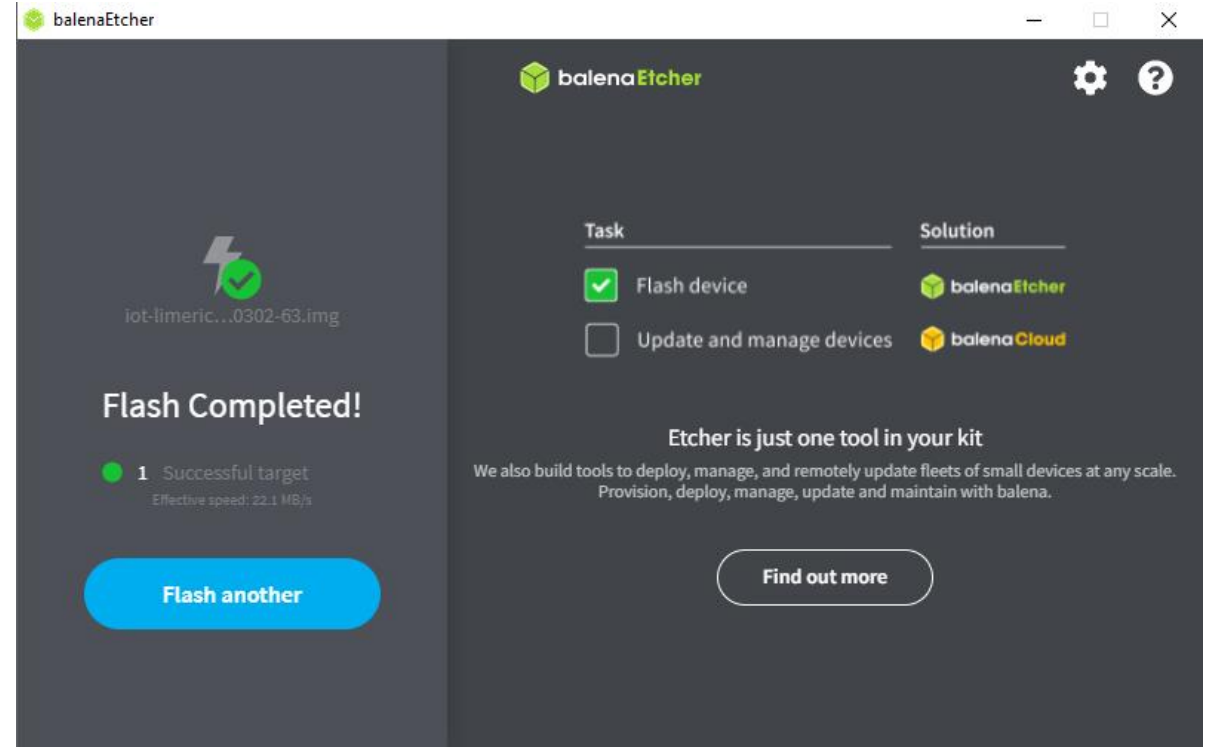 balenaEtcher
balenaEtcher
iot-limeric...0302-63.img
Flash Completed!
1 Successful target
Effective speed: 22.1 MB/s
Flash another
Task Solution
Flash device balenaEtcher
Update and manage devices balenaCloud
Etcher is just one tool in your kit
We also build tools to deploy, manage, and remotely update fleets of small devices at any scale.
Provision, deploy, manage, update and maintain with balena.
Find out more